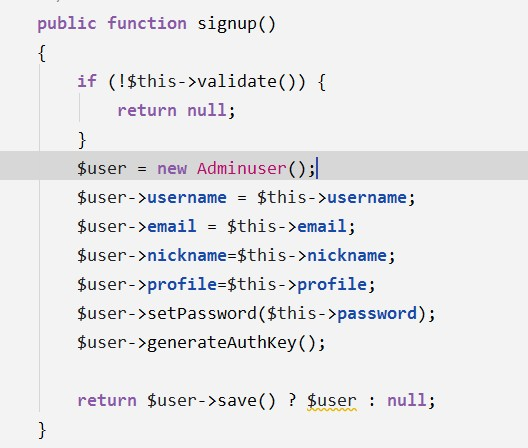 public function signup()
{
if (!$this->validate()) {
return null;
}
$user = new Adminuser();
$user->username = $this->username;
$user->email = $this->email;
$user->nickname=$this->nickname;
$user->profile=$this->profile;
$user->setPassword($this->password);
$user->generateAuthKey();
return $user->save() ? $user : null;
}